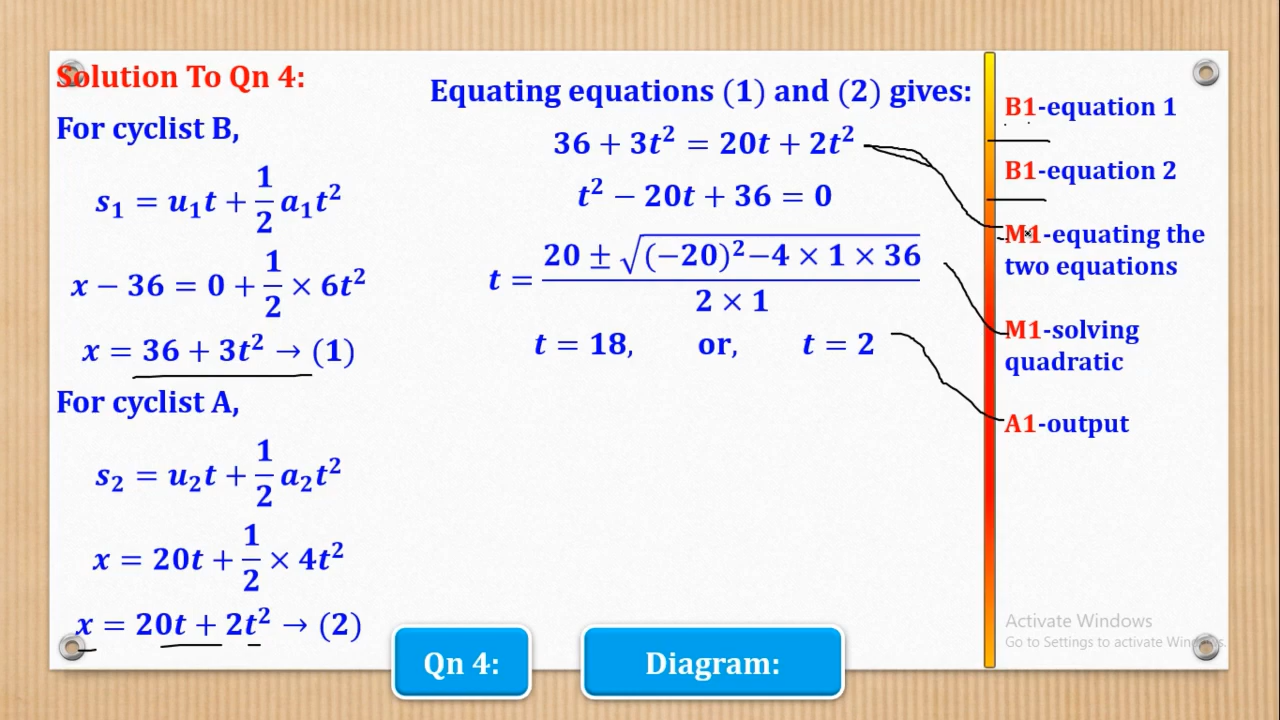 Solution To Qn 4:
For cyclist B,
s₁ = u₁t + 1/2 a₁t²
x − 36 = 0 + 1/2 × 6t²
x = 36 + 3t² → (1)
For cyclist A,
s₂ = u₂t + 1/2 a₂t²
x = 20t + 1/2 × 4t²
x = 20t + 2t² → (2)
Equating equations (1) and (2) gives:
36 + 3t² = 20t + 2t²
t² − 20t + 36 = 0
t = (20 ± √((−20)²−4 × 1 × 36)) / (2 × 1)
t = 18, or, t = 2
B1-equation 1
B1-equation 2
M1-equating the
two equations
M1-solving
quadratic
A1-output
Activate Windows
Go to Settings to activate Windows.
Qn 4:
Diagram: